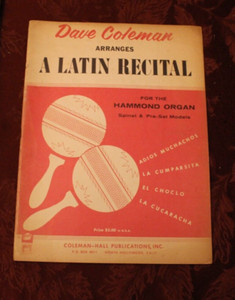 Dave Coleman
ARRANGES
A LATIN RECITAL
FOR THE
HAMMOND ORGAN
Spinet & Pre-Set Models
ADIOS MUCHACHOS
LA CUMPARSITA
EL CHOCLO
LA CUCARACHA
Price
COLEMAN-HALL PUBLICATIONS, INC.